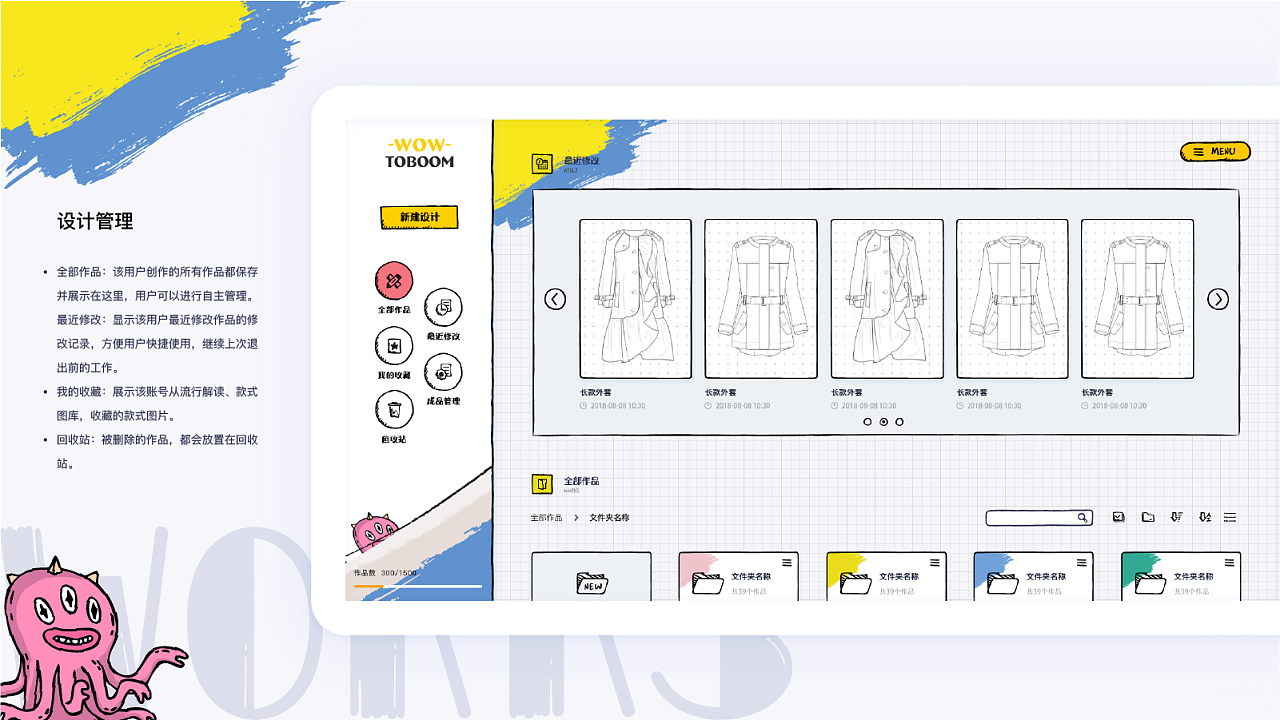 设计管理
• 全部作品：该用户创作的所有作品都保存
并展示在这里，用户可以进行自主管理。
最近修改：显示该用户最近修改作品的修
改记录，方便用户快捷使用，继续上次退
出前的工作。
• 我的收藏：展示该账号从流行解读、款式
图库，收藏的款式图片。
• 回收站：被删除的作品，都会放置在回收
站。
WORKS
-WOW-
TOBOOM
新建设计
全部作品
最近修改
我的收藏
成品管理
回收站
作品数 300/1500
最近修改
MENU
长款外套
2018-08-08 10:30
长款外套
2018-08-08 10:30
长款外套
2018-08-08 10:30
长款外套
2018-08-08 10:30
长款外套
2018-08-08 10:30
全部作品
WORKS
全部作品 > 文件夹名称
NEW
文件夹名称
共39个作品
文件夹名称
共39个作品
文件夹名称
共39个作品
文件夹名称
共39个作品